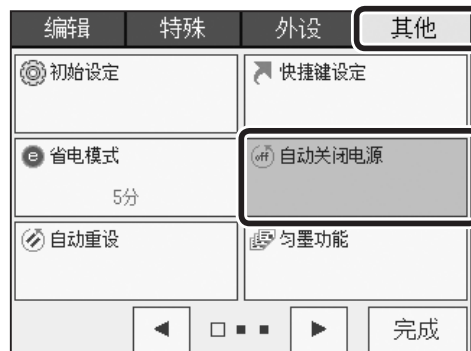 编辑 特殊 外设 其他
初始设定 快捷键设定
省电模式 off 自动关闭电源
5分
自动重设 匀墨功能
完成